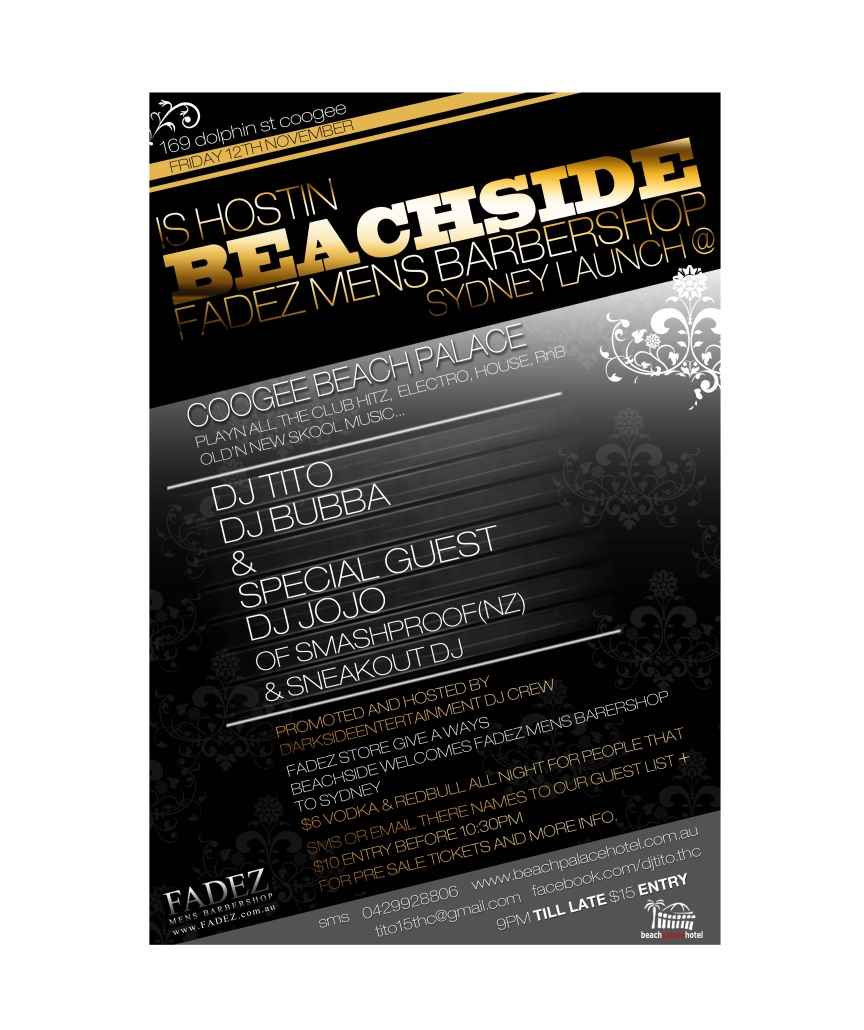 169 dolphin st coogee
FRIDAY 12TH NOVEMBER
IS HOSTIN
BEACHSIDE
FADEZ MENS BARBERSHOP
SYDNEY LAUNCH @
COOGEE BEACH PALACE
PLAYN ALL THE CLUB HITZ, ELECTRO, HOUSE, RnB
OLD'N NEW SKOOL MUSIC...
DJ TITO
DJ BUBBA
&
SPECIAL GUEST
DJ JOJO
OF SMASHPROOF(NZ)
& SNEAKOUT DJ
PROMOTED AND HOSTED BY
DARKSIDEENTERTAINMENT DJ CREW
FADEZ STORE GIVE A WAYS
BEACHSIDE WELCOMES FADEZ MENS BARERSHOP
TO SYDNEY
$6 VODKA & REDBULL ALL NIGHT FOR PEOPLE THAT
SMS OR EMAIL THERE NAMES TO OUR GUEST LIST +
$10 ENTRY BEFORE 10:30PM
FOR PRE SALE TICKETS AND MORE INFO.
sms 0429928806 www.beachpalacehotel.com.au
tito15thc@gmail.com facebook.com/djtito.thc
9PM TILL LATE $15 ENTRY
FADEZ
MENS BARBERSHOP
www.FADEZ.com.au
beachpalacehotel